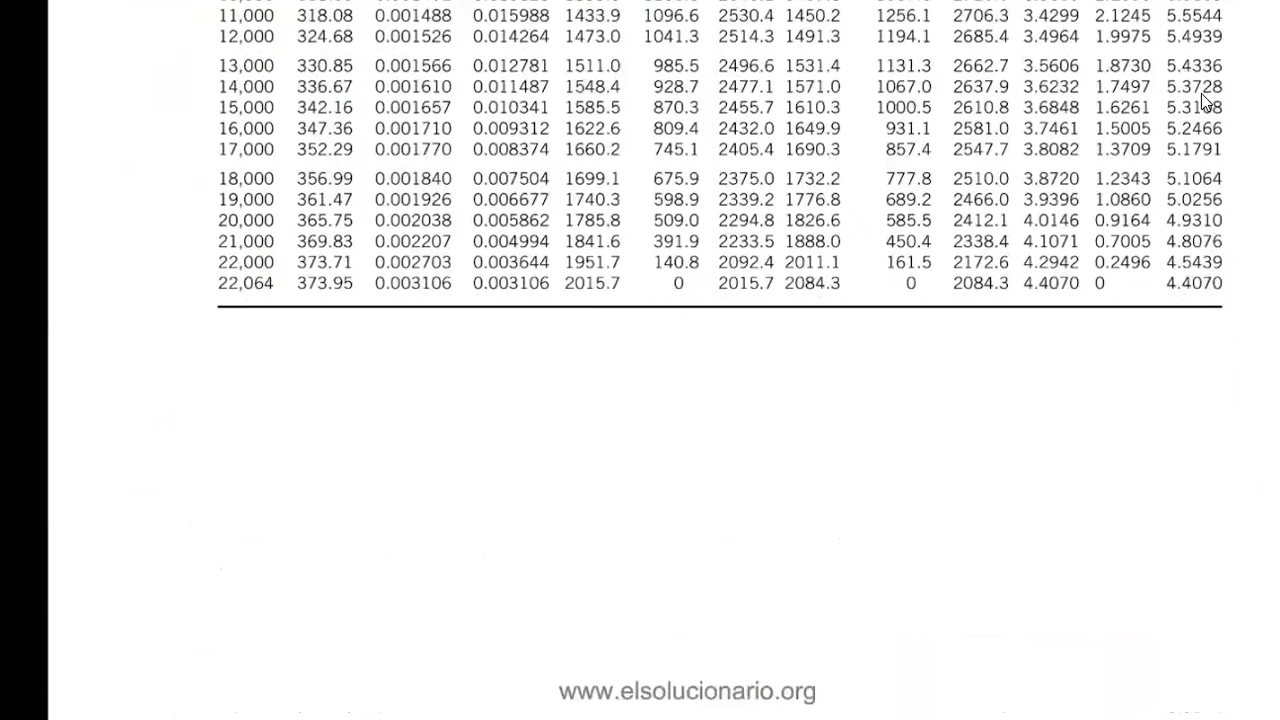 11,000 318.08 0.001488 0.015988 1433.9 1096.6 2530.4 1450.2 1256.1 2706.3 3.4299 2.1245 5.5544
12,000 324.68 0.001526 0.014264 1473.0 1041.3 2514.3 1491.3 1194.1 2685.4 3.4964 1.9975 5.4939
13,000 330.85 0.001566 0.012781 1511.0 985.5 2496.6 1531.4 1131.3 2662.7 3.5606 1.8730 5.4336
14,000 336.67 0.001610 0.011487 1548.4 928.7 2477.1 1571.0 1067.0 2637.9 3.6232 1.7497 5.3728
15,000 342.16 0.001657 0.010341 1585.5 870.3 2455.7 1610.3 1000.5 2610.8 3.6848 1.6261
16,000 347.36 0.001710 0.009312 1622.6 809.4 2432.0 1649.9 931.1 2581.0 3.7461 1.5005 5.2466
17,000 352.29 0.001770 0.008374 1660.2 745.1 2405.4 1690.3 857.4 2547.7 3.8082 1.3709 5.1791
18,000 356.99 0.001840 0.007504 1699.1 675.9 2375.0 1732.2 777.8 2510.0 3.8720 1.2343 5.1064
19,000 361.47 0.001926 0.006677 1740.3 598.9 2339.2 1776.8 689.2 2466.0 3.9396 1.0860 5.0256
20,000 365.75 0.002038 0.005862 1785.8 509.0 2294.8 1826.6 585.5 2412.1 4.0146 0.9164 4.9310
21,000 369.83 0.002207 0.004994 1841.6 391.9 2233.5 1888.0 450.4 2338.4 4.1071 0.7005 4.8076
22,000 373.71 0.002703 0.003644 1951.7 140.8 2092.4 2011.1 161.5 2172.6 4.2942 0.2496 4.5439
22,064 373.95 0.003106 0.003106 2015.7 0 2015.7 2084.3 0 2084.3 4.4070 0 4.4070
www.elsolucionario.org